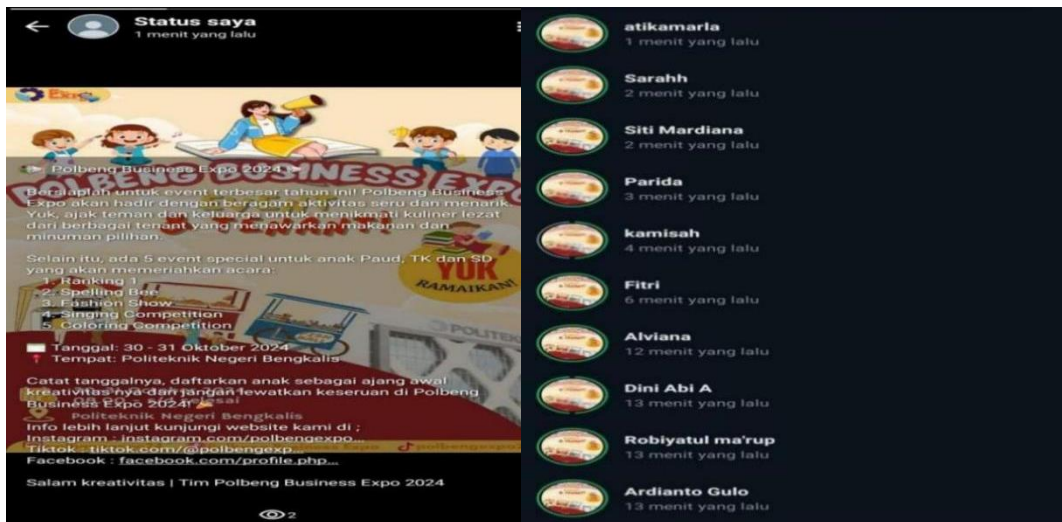 Status saya
1 menit yang lalu
Expo
POLBENG BUSINESS EXPO
Polbeng Business Expo 2024
Bersiaplah untuk event terbesar tahun ini! Polbeng Business
Expo akan hadir dengan beragam aktivitas seru dan menarik
Yuk, ajak teman dan keluarga untuk menikmati kuliner lezat
dari berbagai tenant yang menawarkan makanan dan
minuman pilihan.
YUK
RAMAIKAN!
Selain itu, ada 5 event special untuk anak Paud, TK dan SD
yang akan memeriahkan acara:
1. Ranking 1
2. Spelling Bee
3. Fashion Show
4. Singing Competition
5. Coloring Competition
Tanggal: 30 - 31 Oktober 2024
Tempat: Politeknik Negeri Bengkalis
Catat tanggalnya, daftarkan anak sebagai ajang awal
kreativitas nya dan jangan lewatkan keseruan di Polbeng
Business Expo 2024!
Politeknik Negeri Bengkalis
Info lebih lanjut kunjungi website kami di ;
Instagram : instagram.com/polbengexpo...
Tiktok : tiktok.com/@polbengexp...
Facebook : facebook.com/profile.php...
Salam kreativitas | Tim Polbeng Business Expo 2024
2
atikamarla
1 menit yang lalu
Sarahh
2 menit yang lalu
Siti Mardiana
2 menit yang lalu
Parida
3 menit yang lalu
kamisah
4 menit yang lalu
Fitri
6 menit yang lalu
Alviana
12 menit yang lalu
Dini Abi A
13 menit yang lalu
Robiyatul ma'rup
13 menit yang lalu
Ardianto Gulo
13 menit yang lalu